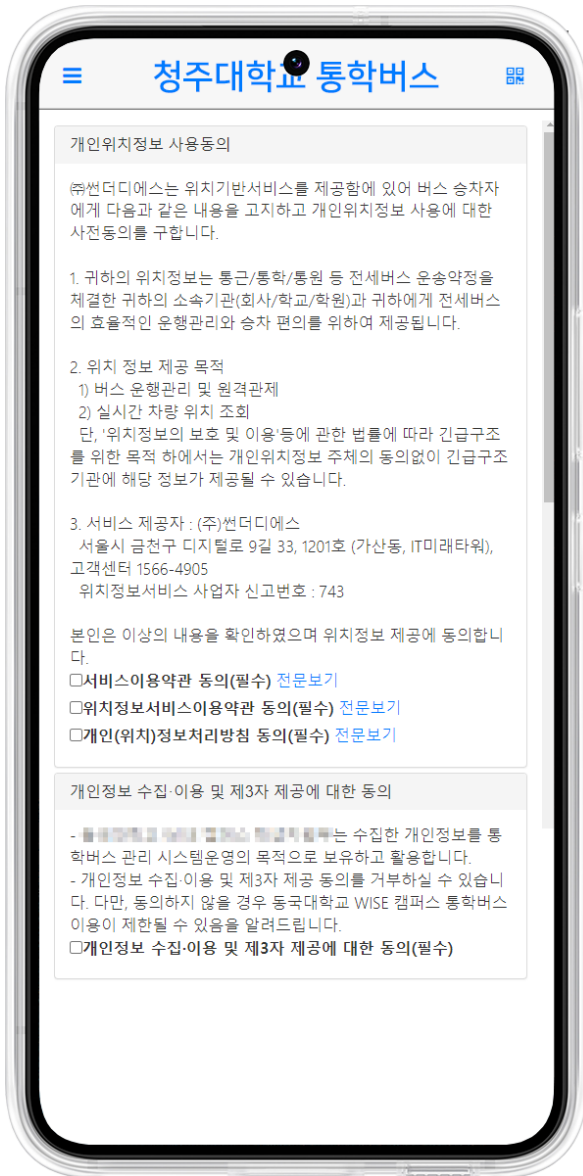 청주대학교 통학버스
개인위치정보 사용동의
㈜썬더디에스는 위치기반서비스를 제공함에 있어 버스 승차자
에게 다음과 같은 내용을 고지하고 개인위치정보 사용에 대한
사전동의를 구합니다.
1. 귀하의 위치정보는 통근/통학/통원 등 전세버스 운송약정을
체결한 귀하의 소속기관(회사/학교/학원)과 귀하에게 전세버스
의 효율적인 운행관리와 승차 편의를 위하여 제공됩니다.
2. 위치 정보 제공 목적
1) 버스 운행관리 및 원격관제
2) 실시간 차량 위치 조회
단, '위치정보의 보호 및 이용'등에 관한 법률에 따라 긴급구조
를 위한 목적 하에서는 개인위치정보 주체의 동의없이 긴급구조
기관에 해당 정보가 제공될 수 있습니다.
3. 서비스 제공자 : (주)썬더디에스
서울시 금천구 디지털로 9길 33, 1201호 (가산동, IT미래타워),
고객센터 1566-4905
위치정보서비스 사업자 신고번호 : 743
본인은 이상의 내용을 확인하였으며 위치정보 제공에 동의합니
다.
서비스이용약관 동의(필수) 전문보기
위치정보서비스이용약관 동의(필수) 전문보기
개인(위치)정보처리방침 동의(필수) 전문보기
개인정보 수집·이용 및 제3자 제공에 대한 동의
- 는 수집한 개인정보를 통
학버스 관리 시스템운영의 목적으로 보유하고 활용합니다.
- 개인정보 수집·이용 및 제3자 제공 동의를 거부하실 수 있습니
다. 다만, 동의하지 않을 경우 동국대학교 WISE 캠퍼스 통학버스
이용이 제한될 수 있음을 알려드립니다.
개인정보 수집·이용 및 제3자 제공에 대한 동의(필수)